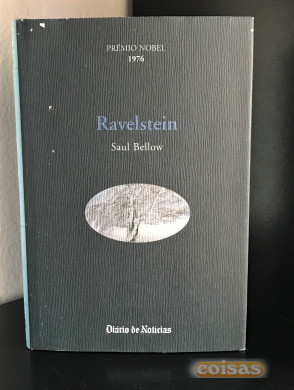 PRÉMIO NOBEL
1976
Ravelstein
Saul Bellow
Diário de Notícias
coisas